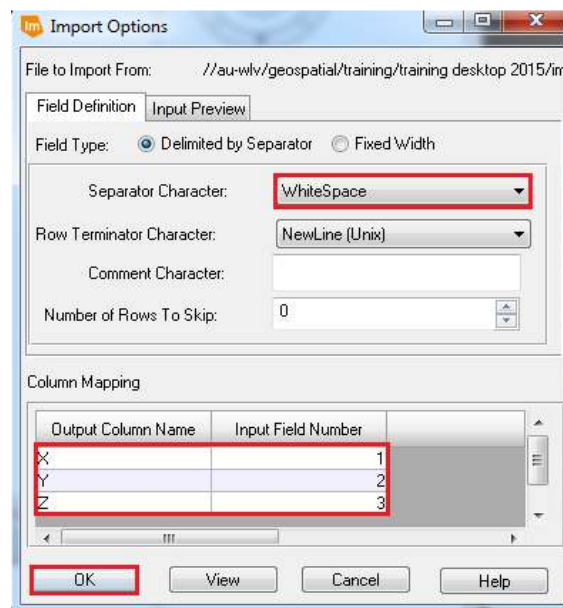 Im Import Options
File to Import From: //au-wlv/geospatial/training/training desktop 2015/im
Field Definition Input Preview
Field Type: Delimited by Separator Fixed Width
Separator Character: WhiteSpace
Row Terminator Character: NewLine (Unix)
Comment Character:
Number of Rows To Skip: 0
Column Mapping
Output Column Name Input Field Number
X 1
Y 2
Z 3
OK View Cancel Help